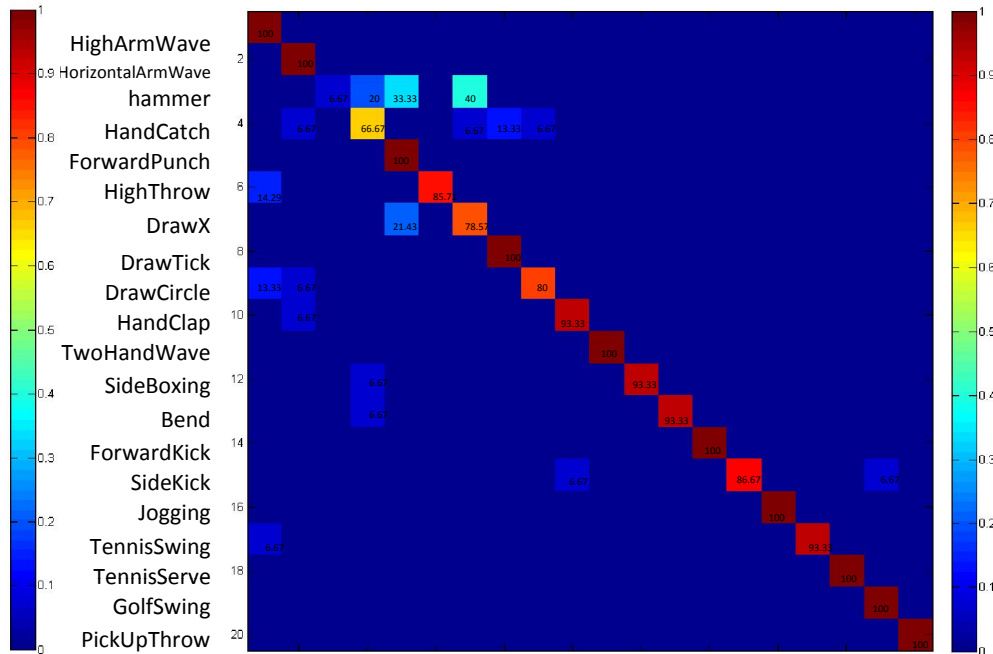 1
0.9
0.8
0.7
0.6
0.5
0.4
0.3
0.2
0.1
0
HighArmWave
HorizontalArmWave
hammer
HandCatch
ForwardPunch
HighThrow
DrawX
DrawTick
DrawCircle
HandClap
TwoHandWave
SideBoxing
Bend
ForwardKick
SideKick
Jogging
TennisSwing
TennisServe
GolfSwing
PickUpThrow
2
4
6
8
10
12
14
16
18
20
100
100
6.67 20 33.33 40
6.67 66.67 6.67 13.33 6.67
100
14.29 85.71
21.43 78.57
100
13.33 6.67 80
6.67 93.33
100
6.67 93.33
6.67 93.33
100
6.67 86.67 6.67
100
6.67 93.33
100
100
100
1
0.9
0.8
0.7
0.6
0.5
0.4
0.3
0.2
0.1
0